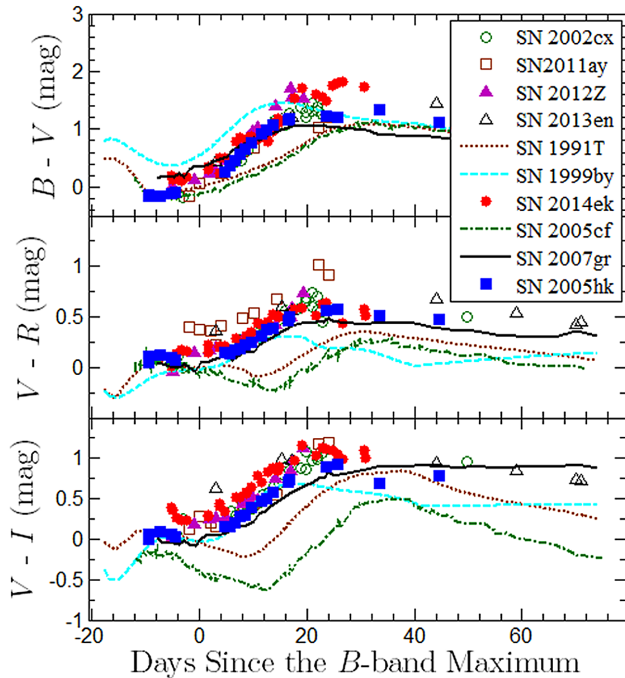 3
2
1
0
B - V (mag)
SN 2002cx
SN2011ay
SN 2012Z
SN 2013en
SN 1991T
SN 1999by
SN 2014ek
SN 2005cf
SN 2007gr
SN 2005hk
1
0.5
0
V - R (mag)
1
0.5
0
-0.5
-1
V - I (mag)
-20 0 20 40 60
Days Since the B-band Maximum